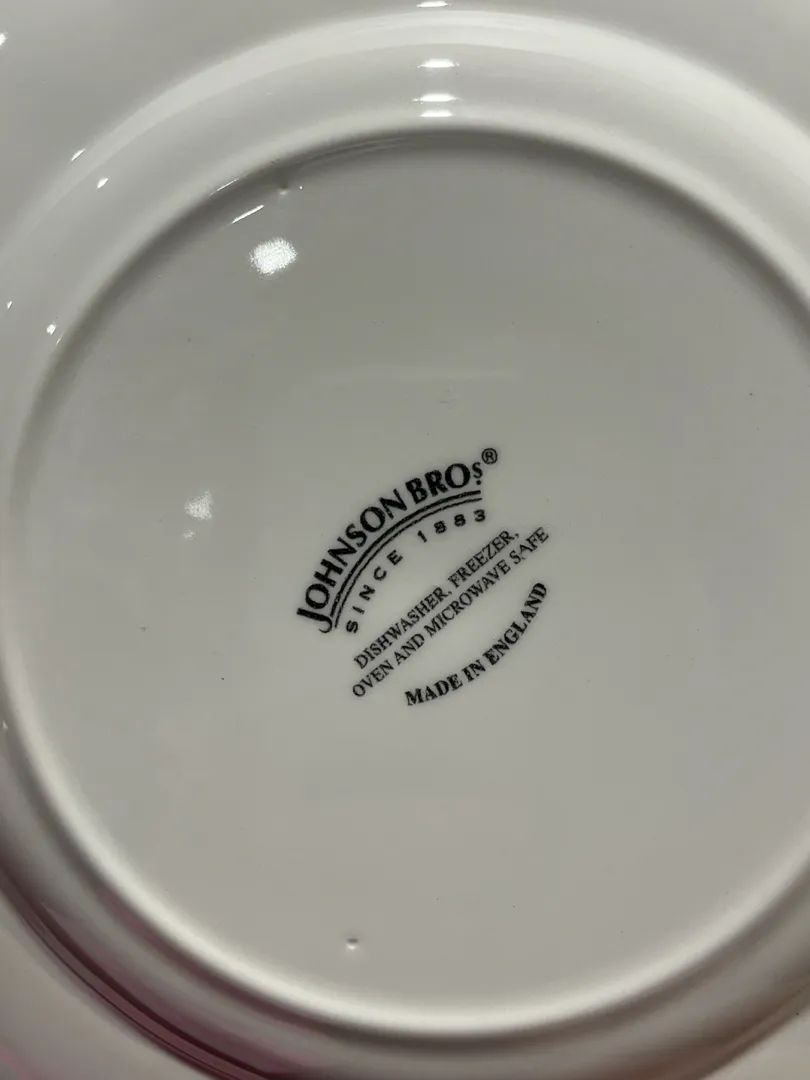 JOHNSON BROS®
SINCE 1883
DISHWASHER, FREEZER,
OVEN AND MICROWAVE SAFE
MADE IN ENGLAND